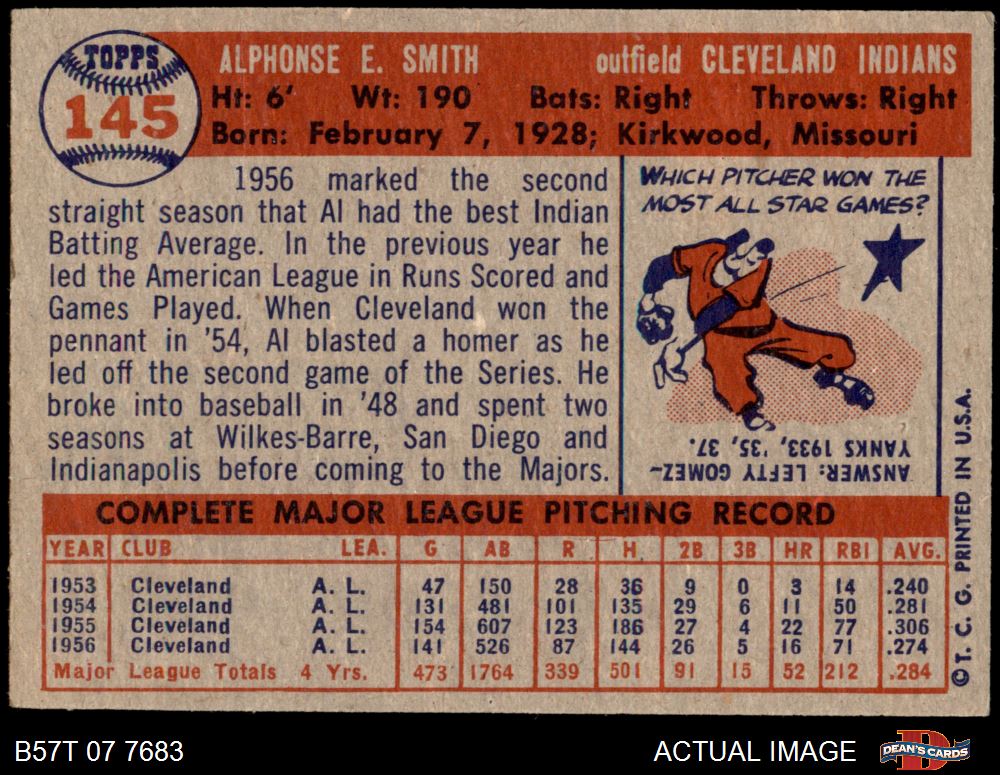 TOPPS
145
ALPHONSE E. SMITH outfield CLEVELAND INDIANS
Ht: 6' Wt: 190 Bats: Right Throws: Right
Born: February 7, 1928; Kirkwood, Missouri
1956 marked the second
straight season that Al had the best Indian
Batting Average. In the previous year he
led the American League in Runs Scored and
Games Played. When Cleveland won the
pennant in '54, Al blasted a homer as he
led off the second game of the Series. He
broke into baseball in '48 and spent two
seasons at Wilkes-Barre, San Diego and
Indianapolis before coming to the Majors.
WHICH PITCHER WON THE
MOST ALL STAR GAMES?
ANSWER: LEFTY GOMEZ~
YANKS 1933, '35, 37.
COMPLETE MAJOR LEAGUE PITCHING RECORD
YEAR CLUB LEA. G AB R H 2B 3B HR RBI AVG.
1953 Cleveland A. L. 47 150 28 36 9 0 3 14 .240
1954 Cleveland A. L. 131 481 101 135 29 6 11 50 .281
1955 Cleveland A. L. 154 607 123 186 27 4 22 77 .306
1956 Cleveland A. L. 141 526 87 144 26 5 16 71 .274
Major League Totals 4 Yrs. 473 1764 339 501 91 15 52 212 .284
©T. C. G. PRINTED IN U.S.A.
B57T 07 7683
ACTUAL IMAGE
D
DEAN'S CARDS